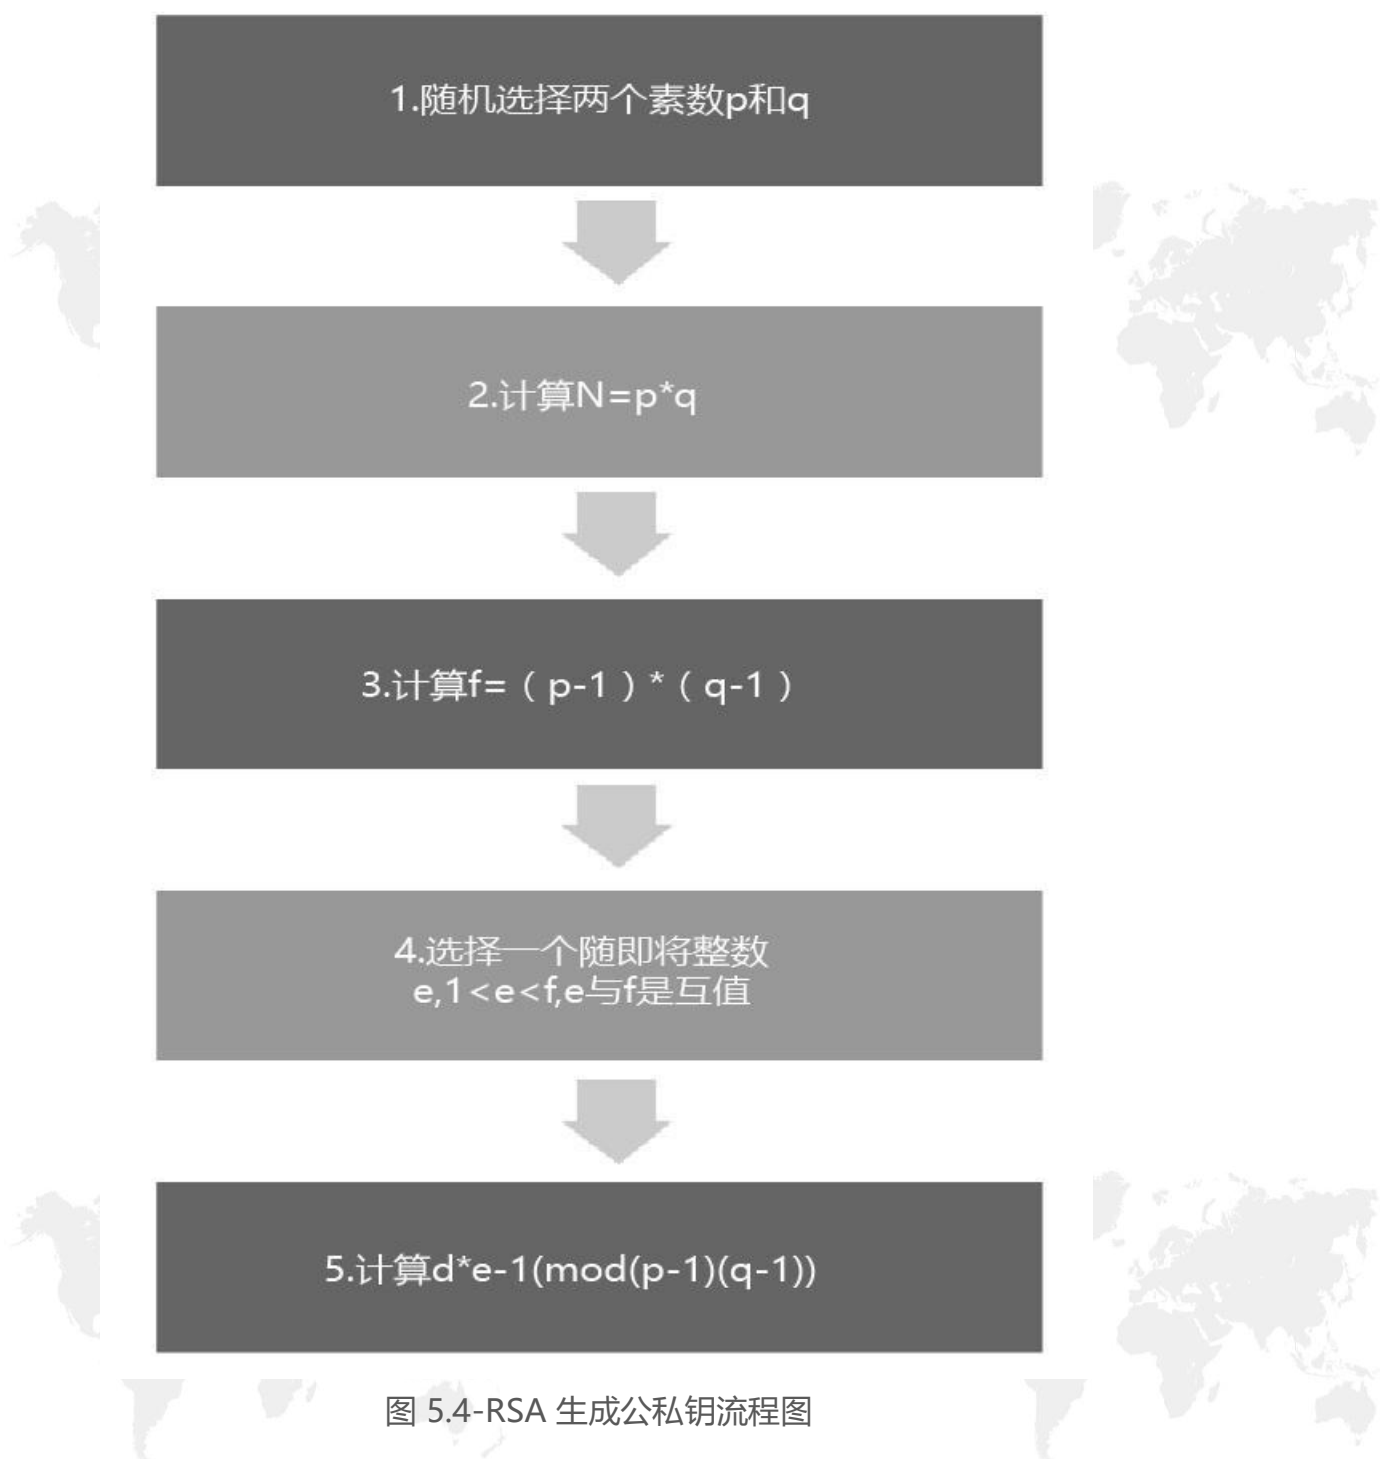 1.随机选择两个素数p和q
2.计算N=p*q
3.计算f=（p-1）*（q-1）
4.选择一个随即将整数
e,1<e<f,e与f是互值
5.计算d*e-1(mod(p-1)(q-1))
图 5.4-RSA 生成公私钥流程图